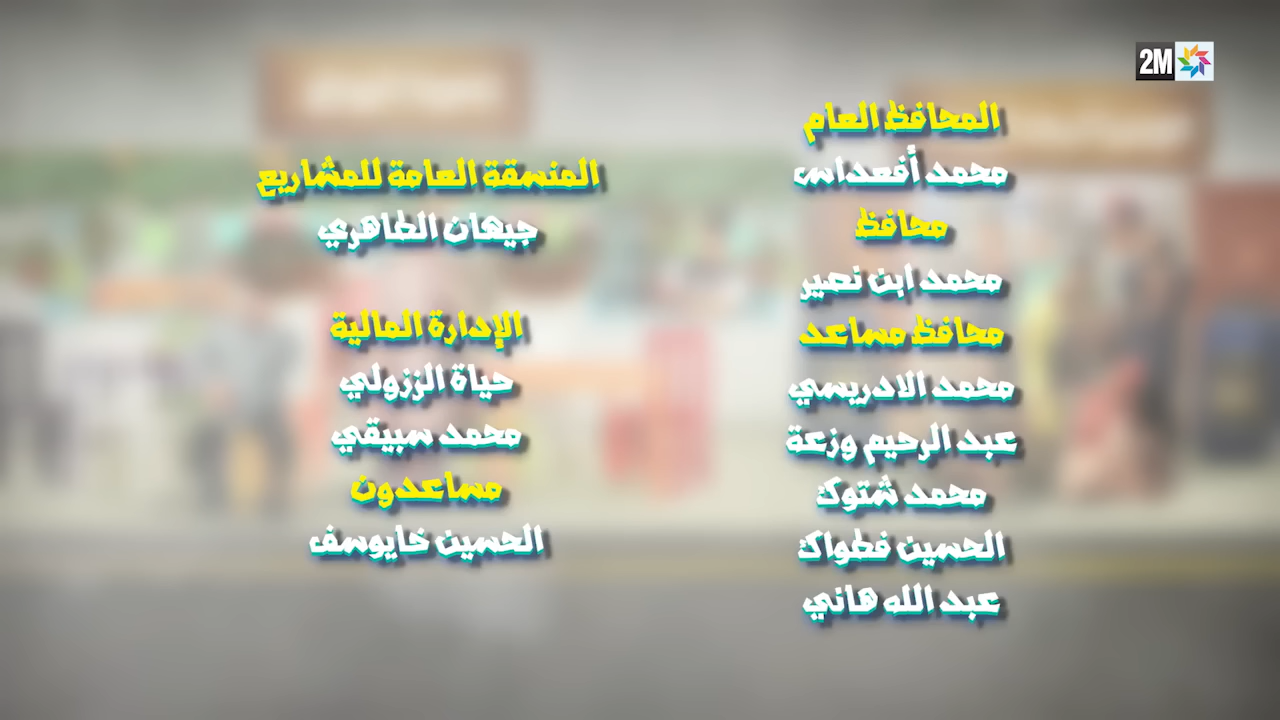 2M
المحافظ العام
محمد أفعداس
محافظ
محمد ابن نصير
محافظ مساعد
محمد الادريسي
عبد الرحيم وزعة
محمد شتوك
الحسين فطواك
عبد الله هاني
المنسقة العامة للمشاريع
جيهان الطاهري
الإدارة المالية
حياة الززولي
محمد سبيقي
مساعدون
الحسين خايوسف